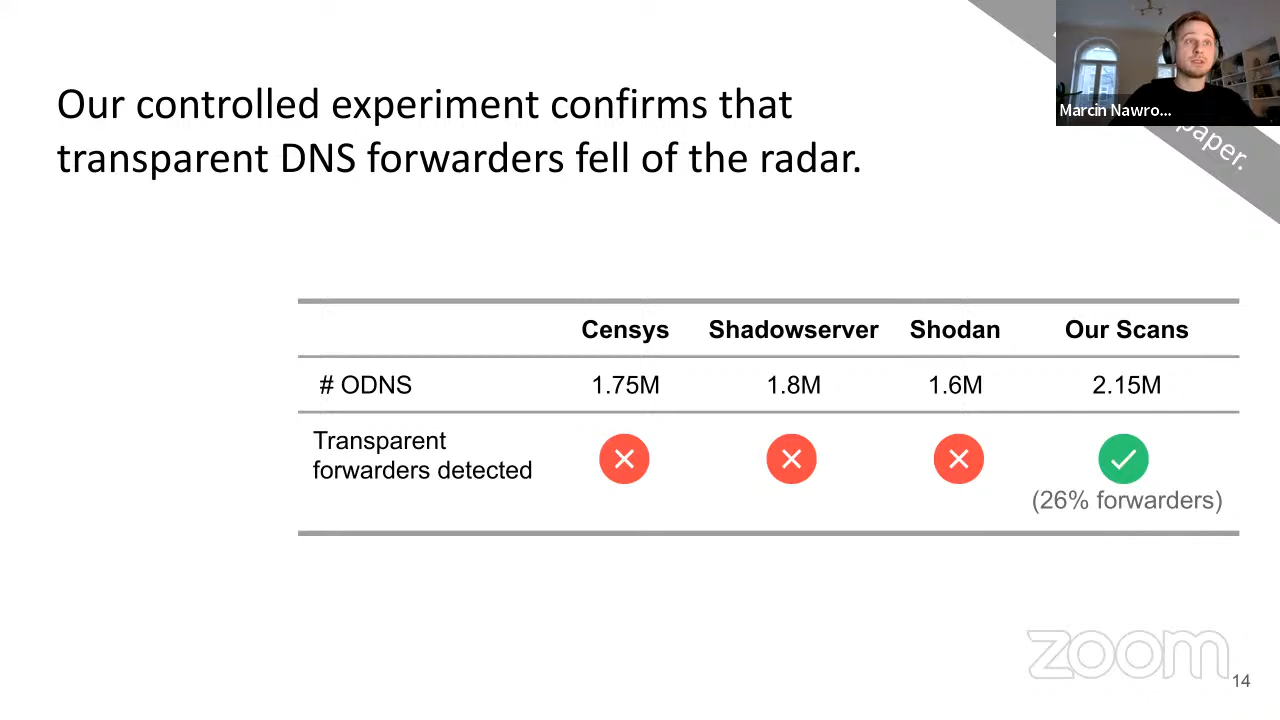 Our controlled experiment confirms that
transparent DNS forwarders fell of the radar.
Marcin Nawro...
paper.
Censys Shadowserver Shodan Our Scans
# ODNS 1.75M 1.8M 1.6M 2.15M
Transparent
forwarders detected
(26% forwarders)
zoom
14